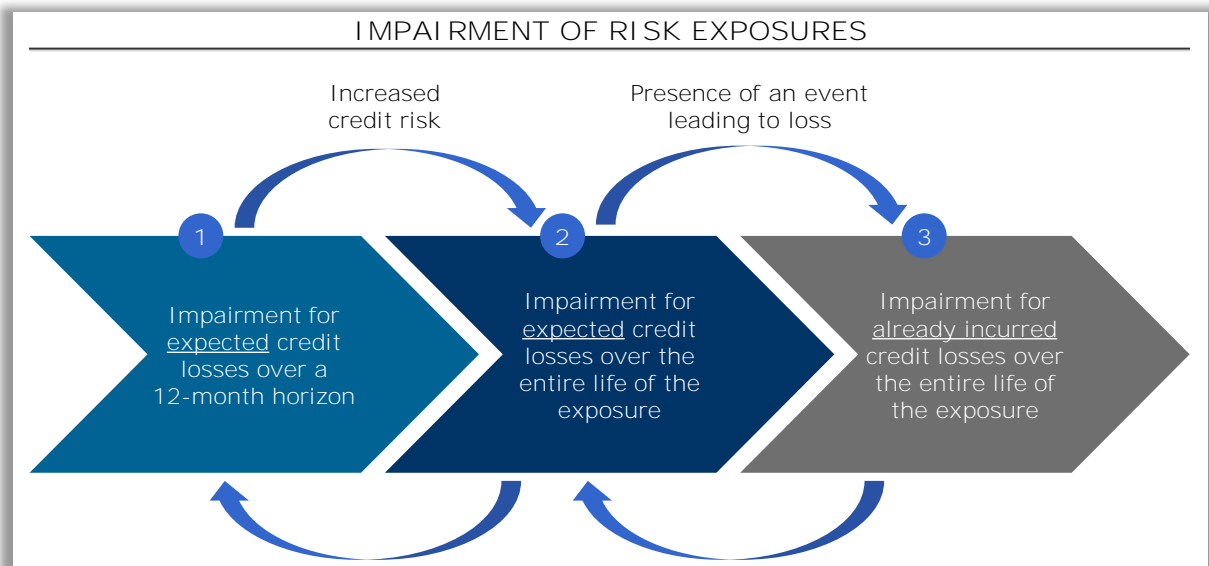 IMPAIRMENT OF RISK EXPOSURES
Increased
credit risk
Presence of an event
leading to loss
1
2
3
Impairment for
expected credit
losses over a
12-month horizon
Impairment for
expected credit
losses over the
entire life of the
exposure
Impairment for
already incurred
credit losses over
the entire life of
the exposure